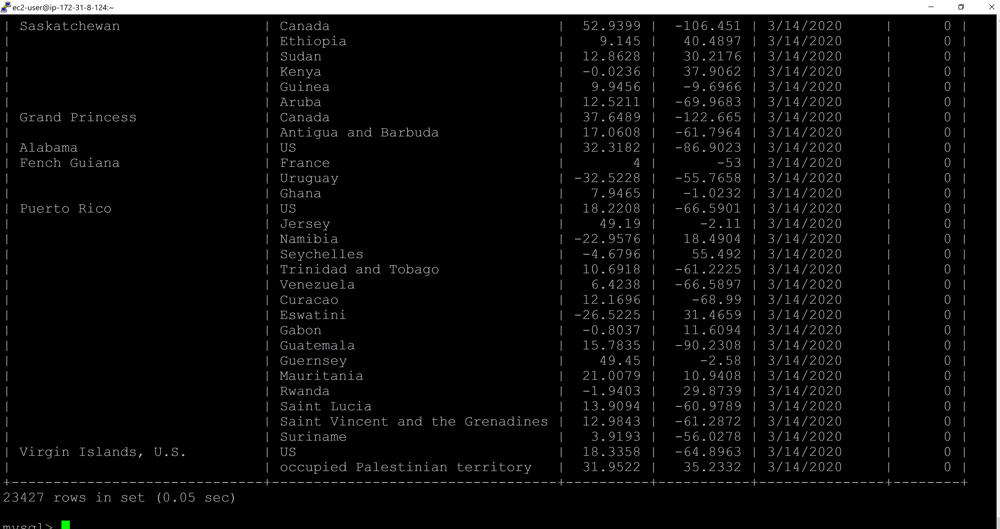 ec2-user@ip-172-31-8-124:~
| Saskatchewan | Canada | 52.9399 | -106.451 | 3/14/2020 | 0 |
| | Ethiopia | 9.145 | 40.4897 | 3/14/2020 | 0 |
| | Sudan | 12.8628 | 30.2176 | 3/14/2020 | 0 |
| | Kenya | -0.0236 | 37.9062 | 3/14/2020 | 0 |
| | Guinea | 9.9456 | -9.6966 | 3/14/2020 | 0 |
| | Aruba | 12.5211 | -69.9683 | 3/14/2020 | 0 |
| Grand Princess | Canada | 37.6489 | -122.665 | 3/14/2020 | 0 |
| | Antigua and Barbuda | 17.0608 | -61.7964 | 3/14/2020 | 0 |
| Alabama | US | 32.3182 | -86.9023 | 3/14/2020 | 0 |
| Fench Guiana | France | 4 | -53 | 3/14/2020 | 0 |
| | Uruguay | -32.5228 | -55.7658 | 3/14/2020 | 0 |
| | Ghana | 7.9465 | -1.0232 | 3/14/2020 | 0 |
| Puerto Rico | US | 18.2208 | -66.5901 | 3/14/2020 | 0 |
| | Jersey | 49.19 | -2.11 | 3/14/2020 | 0 |
| | Namibia | -22.9576 | 18.4904 | 3/14/2020 | 0 |
| | Seychelles | -4.6796 | 55.492 | 3/14/2020 | 0 |
| | Trinidad and Tobago | 10.6918 | -61.2225 | 3/14/2020 | 0 |
| | Venezuela | 6.4238 | -66.5897 | 3/14/2020 | 0 |
| | Curacao | 12.1696 | -68.99 | 3/14/2020 | 0 |
| | Eswatini | -26.5225 | 31.4659 | 3/14/2020 | 0 |
| | Gabon | -0.8037 | 11.6094 | 3/14/2020 | 0 |
| | Guatemala | 15.7835 | -90.2308 | 3/14/2020 | 0 |
| | Guernsey | 49.45 | -2.58 | 3/14/2020 | 0 |
| | Mauritania | 21.0079 | 10.9408 | 3/14/2020 | 0 |
| | Rwanda | -1.9403 | 29.8739 | 3/14/2020 | 0 |
| | Saint Lucia | 13.9094 | -60.9789 | 3/14/2020 | 0 |
| | Saint Vincent and the Grenadines | 12.9843 | -61.2872 | 3/14/2020 | 0 |
| | Suriname | 3.9193 | -56.0278 | 3/14/2020 | 0 |
| Virgin Islands, U.S. | US | 18.3358 | -64.8963 | 3/14/2020 | 0 |
| | occupied Palestinian territory | 31.9522 | 35.2332 | 3/14/2020 | 0 |
+------------------------------+----------------------------------+----------+-----------+---------------+--------+
23427 rows in set (0.05 sec)
mysql>